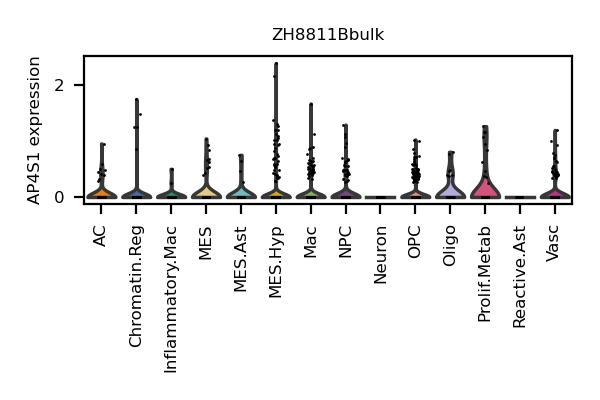 ZH8811Bbulk
AP4S1 expression
2
0
AC
Chromatin.Reg
Inflammatory.Mac
MES
MES.Ast
MES.Hyp
Mac
NPC
Neuron
OPC
Oligo
Prolif.Metab
Reactive.Ast
Vasc